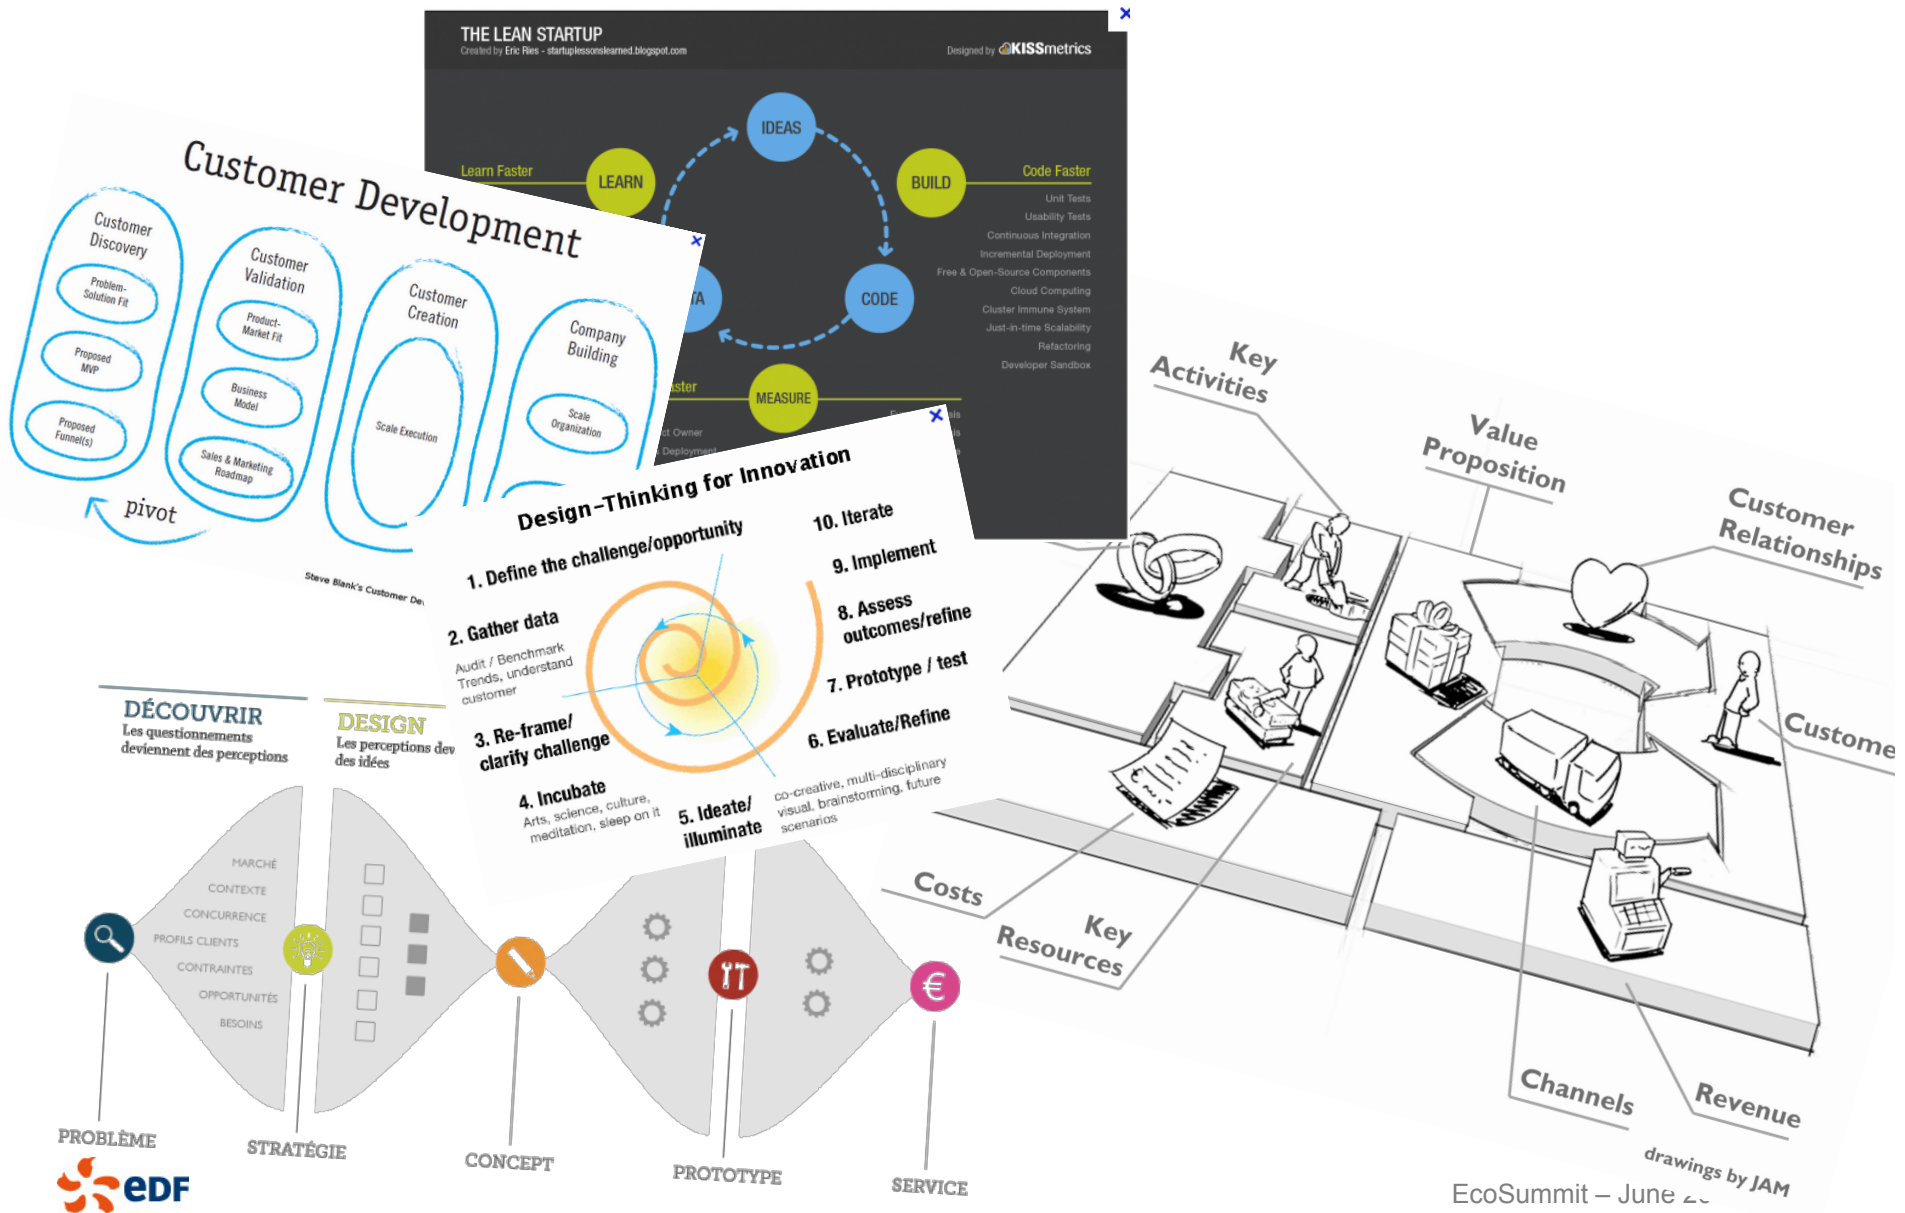 THE LEAN STARTUP
Created by Eric Ries - startuplessonslearned.blogspot.com
Designed by KISSmetrics
IDEAS
Learn Faster
LEARN
BUILD
Code Faster
Unit Tests
Usability Tests
Continuous Integration
Incremental Deployment
Free & Open-Source Components
Cloud Computing
Cluster Immune System
Just-in-time Scalability
Refactoring
Developer Sandbox
CODE
MEASURE
Owner
Deployment
Customer Development
Customer
Discovery
Problem-
Solution Fit
Proposed
MVP
Proposed
Funnel(s)
Customer
Validation
Product-
Market Fit
Business
Model
Sales & Marketing
Roadmap
Customer
Creation
Scale Execution
Company
Building
Scale
Organization
pivot
Steve Blank's Customer
Design-Thinking for Innovation
1. Define the challenge/opportunity
2. Gather data
Audit / Benchmark
Trends, understand
customer
3. Re-frame/
clarify challenge
4. Incubate
Arts, science, culture,
meditation, sleep on it
5. Ideate/
illuminate
co-creative, multi-disciplinary
visual, brainstorming, future
scenarios
6. Evaluate/Refine
7. Prototype / test
8. Assess
outcomes/refine
9. Implement
10. Iterate
Key
Activities
Value
Proposition
Customer
Relationships
Custome
Costs
Key
Resources
Channels
Revenue
drawings by JAM
DÉCOUVRIR
Les questionnements
deviennent des perceptions
DESIGN
Les perceptions
des idées
MARCHÉ
CONTEXTE
CONCURRENCE
PROFILS CLIENTS
CONTRAINTES
OPPORTUNITÉS
BESOINS
€
PROBLÈME
STRATÉGIE
CONCEPT
PROTOTYPE
SERVICE
eDF
EcoSummit – June